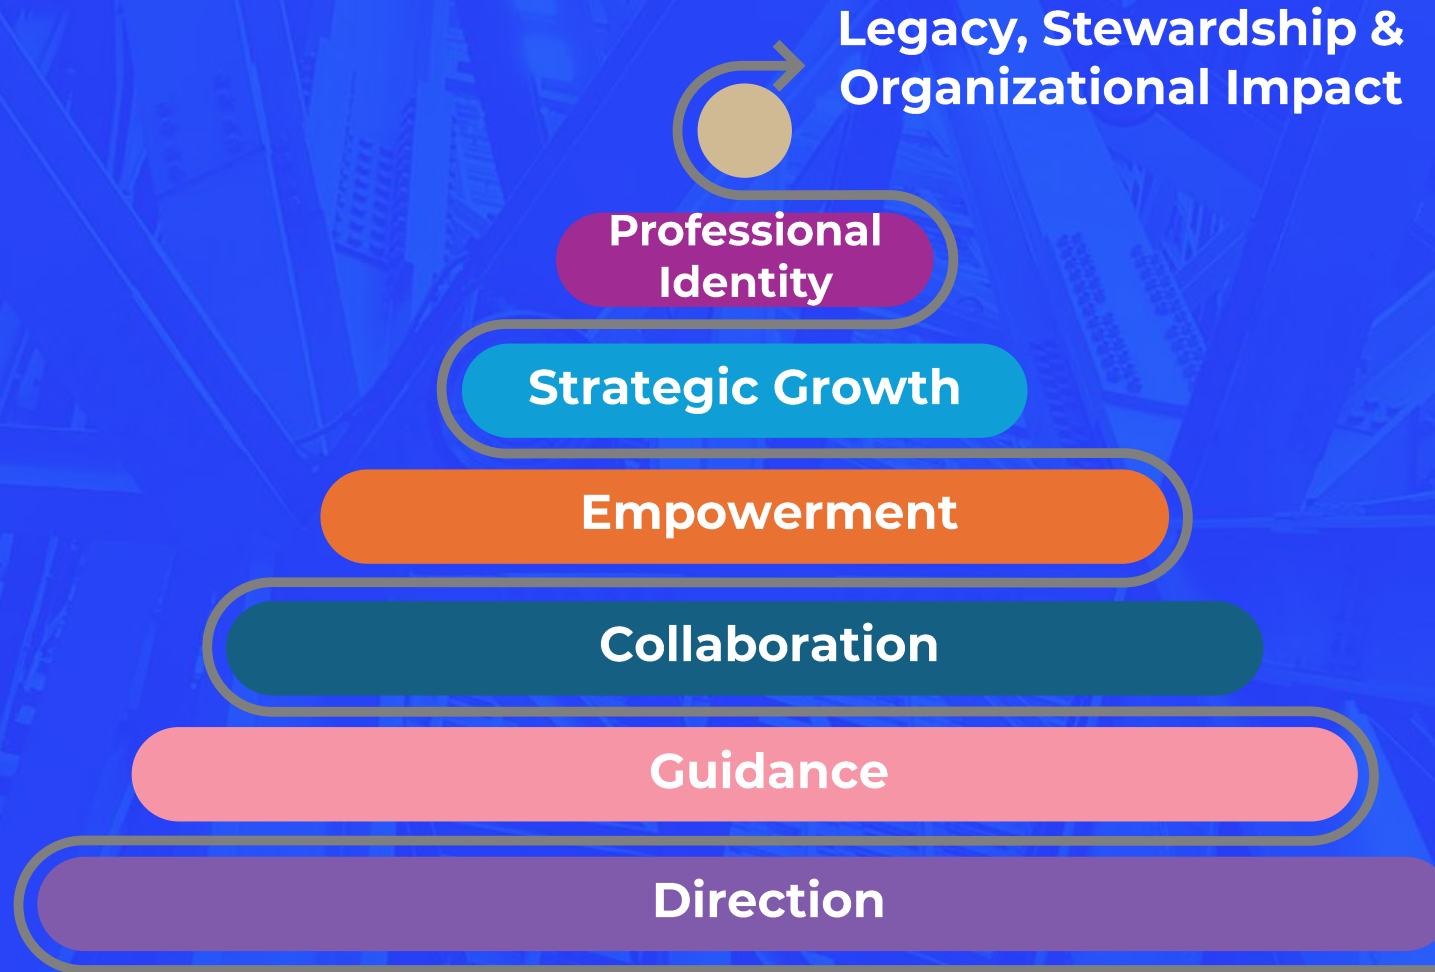 Legacy, Stewardship &
Organizational Impact
Professional
Identity
Strategic Growth
Empowerment
Collaboration
Guidance
Direction